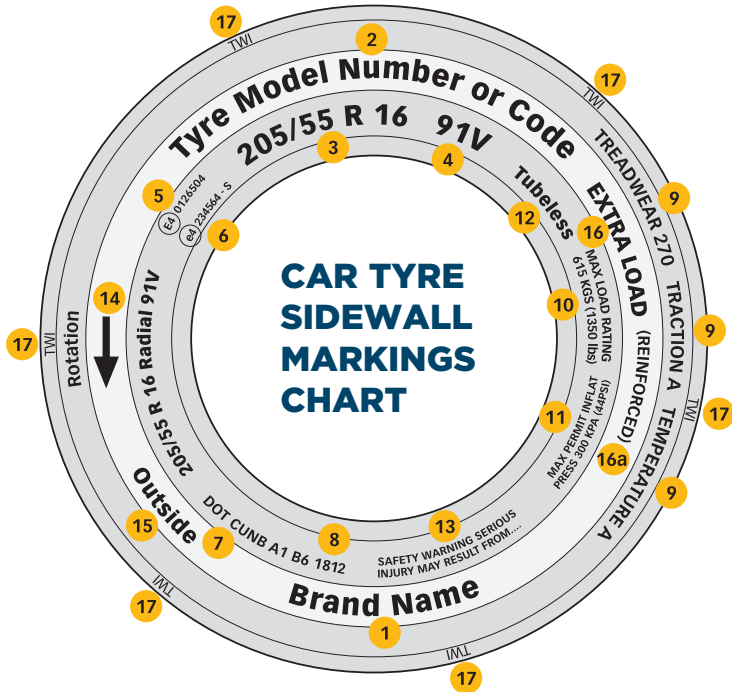 CAR TYRE
SIDEWALL
MARKINGS
CHART
17
TWI
2
Tyre Model Number or Code
205/55 R 16 91V
3
4
17
TWI
TREADWEAR 270
9
TRACTION A
9
TEMPERATURE A
9
EXTRA LOAD
(REINFORCED)
16
16a
Tubeless
12
MAX LOAD RATING
615 KGS (1350 lbs)
10
MAX PERMIT INFLAT
PRESS 300 KPA (44PSI)
11
17
TWI
SAFETY WARNING SERIOUS
INJURY MAY RESULT FROM....
13
17
TWI
Brand Name
1
DOT CUNB A1 B6 1812
7
8
Outside
15
17
TWI
205/55 R 16 Radial 91V
Rotation
14
17
TWI
5
E4 0126504
e4 234564 - S
6